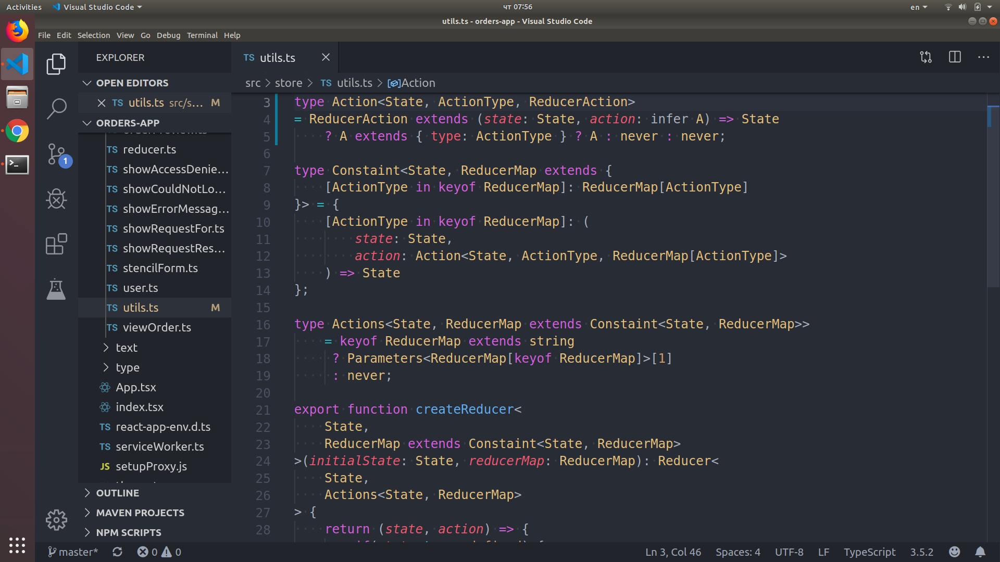 Activities
Visual Studio Code
чт 07:56
en
utils.ts - orders-app - Visual Studio Code
File Edit Selection View Go Debug Terminal Help
EXPLORER
OPEN EDITORS
TS utils.ts src/s... M
ORDERS-APP
TS reducer.ts
TS showAccessDenie...
TS showCouldNotLo...
TS showErrorMessag...
TS showRequestFor.ts
TS showRequestRes...
TS stencilForm.ts
TS user.ts
TS utils.ts M
TS viewOrder.ts
text
type
App.tsx
index.tsx
TS react-app-env.d.ts
TS serviceWorker.ts
JS setupProxy.js
OUTLINE
MAVEN PROJECTS
NPM SCRIPTS
1
TS utils.ts
src > store > TS utils.ts > Action
3 type Action<State, ActionType, ReducerAction>
4 = ReducerAction extends (state: State, action: infer A) => State
5     ? A extends { type: ActionType } ? A : never : never;
6
7 type Constaint<State, ReducerMap extends {
8     [ActionType in keyof ReducerMap]: ReducerMap[ActionType]
9 }> = {
10     [ActionType in keyof ReducerMap]: (
11         state: State,
12         action: Action<State, ActionType, ReducerMap[ActionType]>
13     ) => State
14 };
15
16 type Actions<State, ReducerMap extends Constaint<State, ReducerMap>>
17     = keyof ReducerMap extends string
18      ? Parameters<ReducerMap[keyof ReducerMap]>[1]
19      : never;
20
21 export function createReducer<
22     State,
23     ReducerMap extends Constaint<State, ReducerMap>
24 >(initialState: State, reducerMap: ReducerMap): Reducer<
25     State,
26     Actions<State, ReducerMap>
27 > {
28     return (state, action) => {
master* 0 0
Ln 3, Col 46 Spaces: 4 UTF-8 LF TypeScript 3.5.2